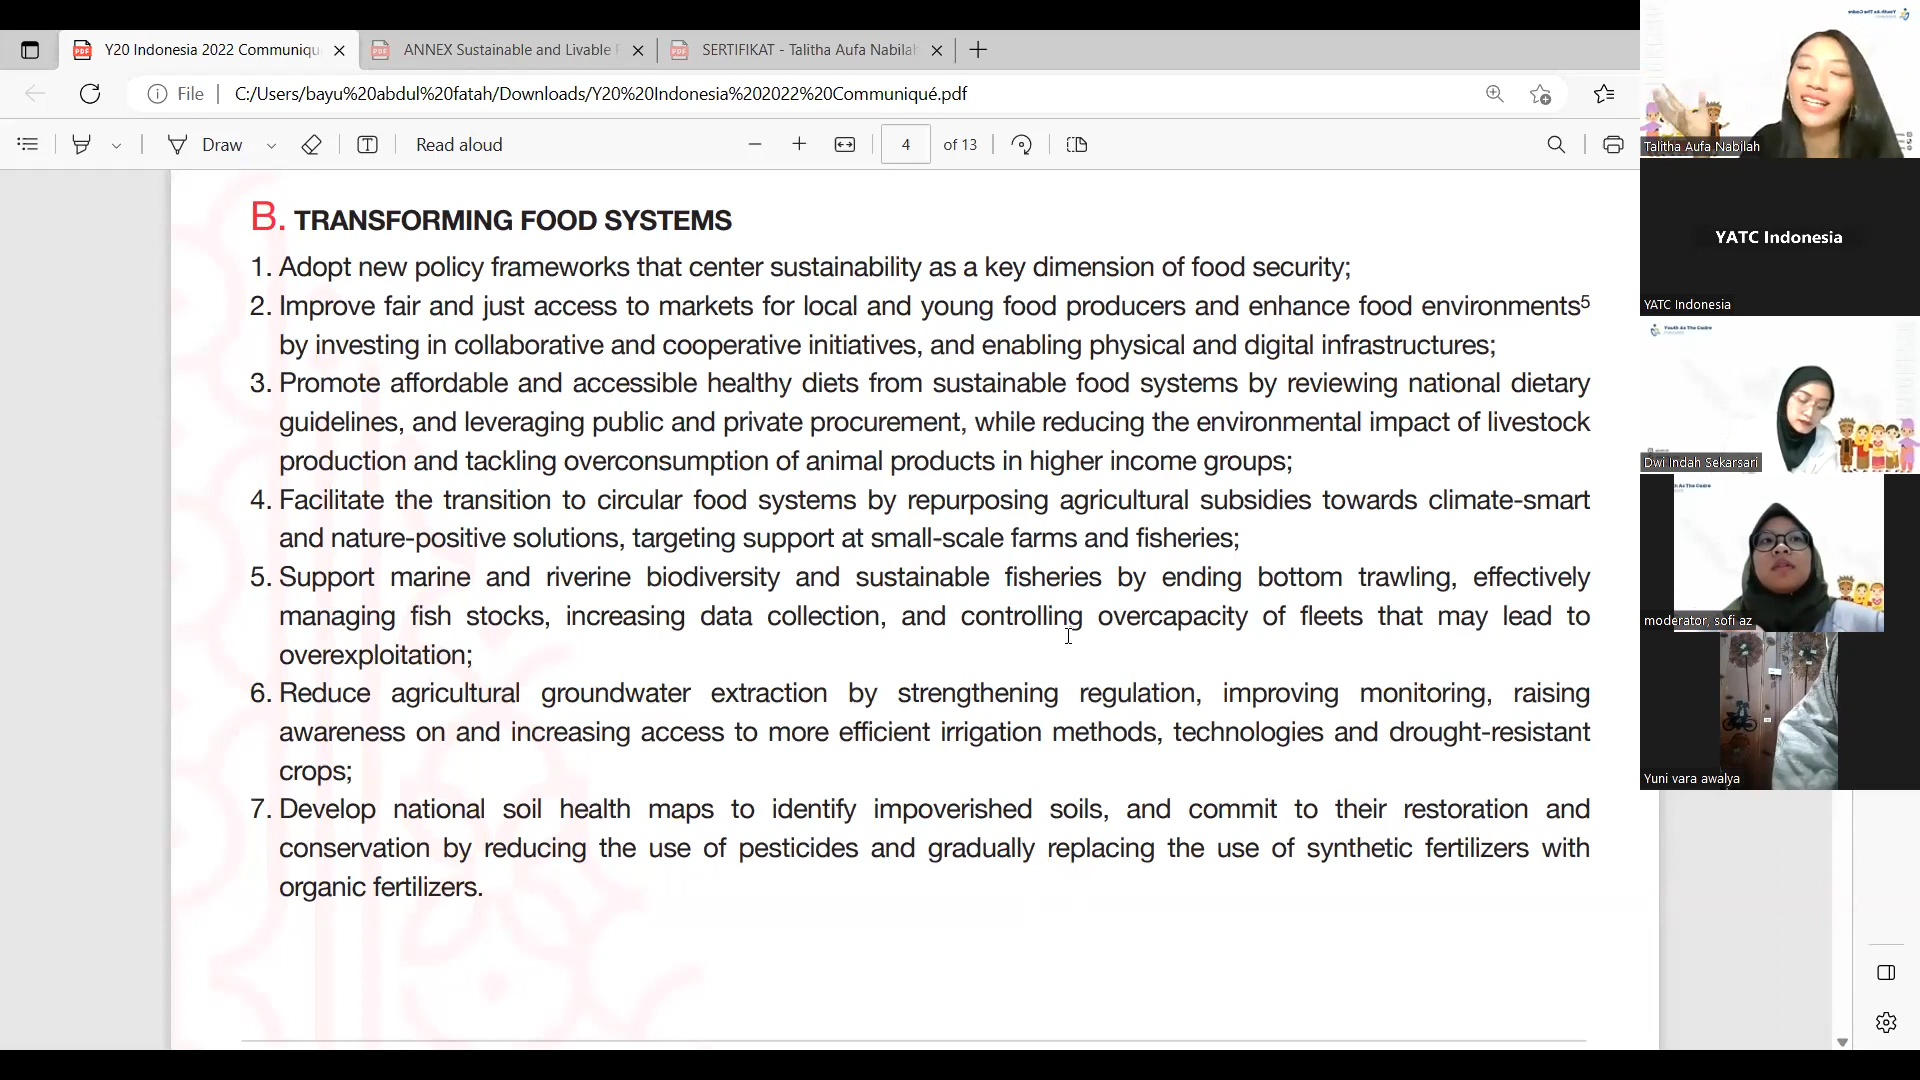 Y20 Indonesia 2022 Communiqu
ANNEX Sustainable and Livable
SERTIFIKAT - Talitha Aufa Nabilah
File
C:/Users/bayu%20abdul%20fatah/Downloads/Y20%20Indonesia%202022%20Communiqué.pdf
Draw
Read aloud
4 of 13
B. TRANSFORMING FOOD SYSTEMS
1. Adopt new policy frameworks that center sustainability as a key dimension of food security;
2. Improve fair and just access to markets for local and young food producers and enhance food environments⁵
by investing in collaborative and cooperative initiatives, and enabling physical and digital infrastructures;
3. Promote affordable and accessible healthy diets from sustainable food systems by reviewing national dietary
guidelines, and leveraging public and private procurement, while reducing the environmental impact of livestock
production and tackling overconsumption of animal products in higher income groups;
4. Facilitate the transition to circular food systems by repurposing agricultural subsidies towards climate-smart
and nature-positive solutions, targeting support at small-scale farms and fisheries;
5. Support marine and riverine biodiversity and sustainable fisheries by ending bottom trawling, effectively
managing fish stocks, increasing data collection, and controlling overcapacity of fleets that may lead to
overexploitation;
6. Reduce agricultural groundwater extraction by strengthening regulation, improving monitoring, raising
awareness on and increasing access to more efficient irrigation methods, technologies and drought-resistant
crops;
7. Develop national soil health maps to identify impoverished soils, and commit to their restoration and
conservation by reducing the use of pesticides and gradually replacing the use of synthetic fertilizers with
organic fertilizers.
Talitha Aufa Nabilah
YATC Indonesia
YATC Indonesia
Youth As The Cadre
Dwi Indah Sekarsari
Youth As The Cadre
moderator, sofi az
Yuni vara awalya